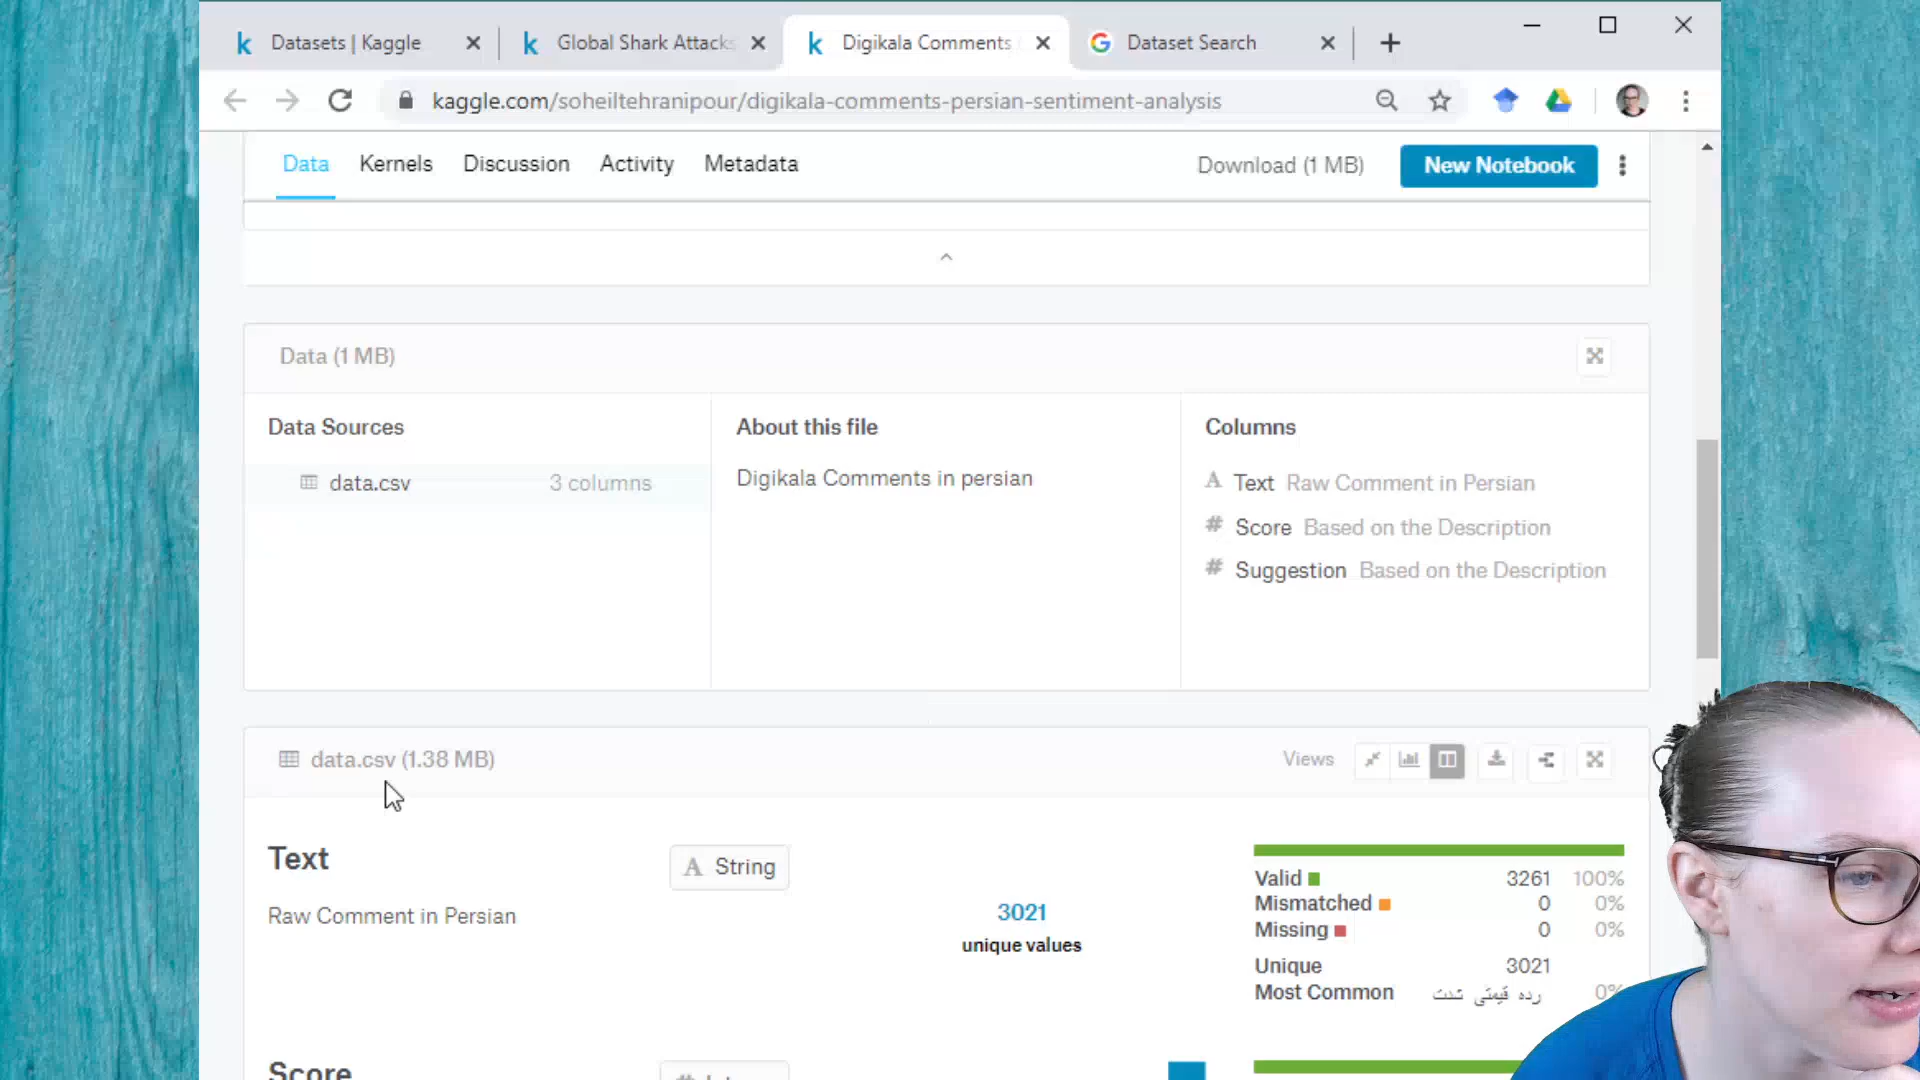 Datasets | Kaggle
Global Shark Attacks
Digikala Comments
Dataset Search
kaggle.com/soheiltehranipour/digikala-comments-persian-sentiment-analysis
Data Kernels Discussion Activity Metadata Download (1 MB) New Notebook
Data (1 MB)
Data Sources
data.csv 3 columns
About this file
Digikala Comments in persian
Columns
Text Raw Comment in Persian
Score Based on the Description
Suggestion Based on the Description
data.csv (1.38 MB) Views
Text
A String
Raw Comment in Persian
3021
unique values
Valid 3261 100%
Mismatched 0 0%
Missing 0 0%
Unique 3021
Most Common رده قیمتی تست 0%
Score